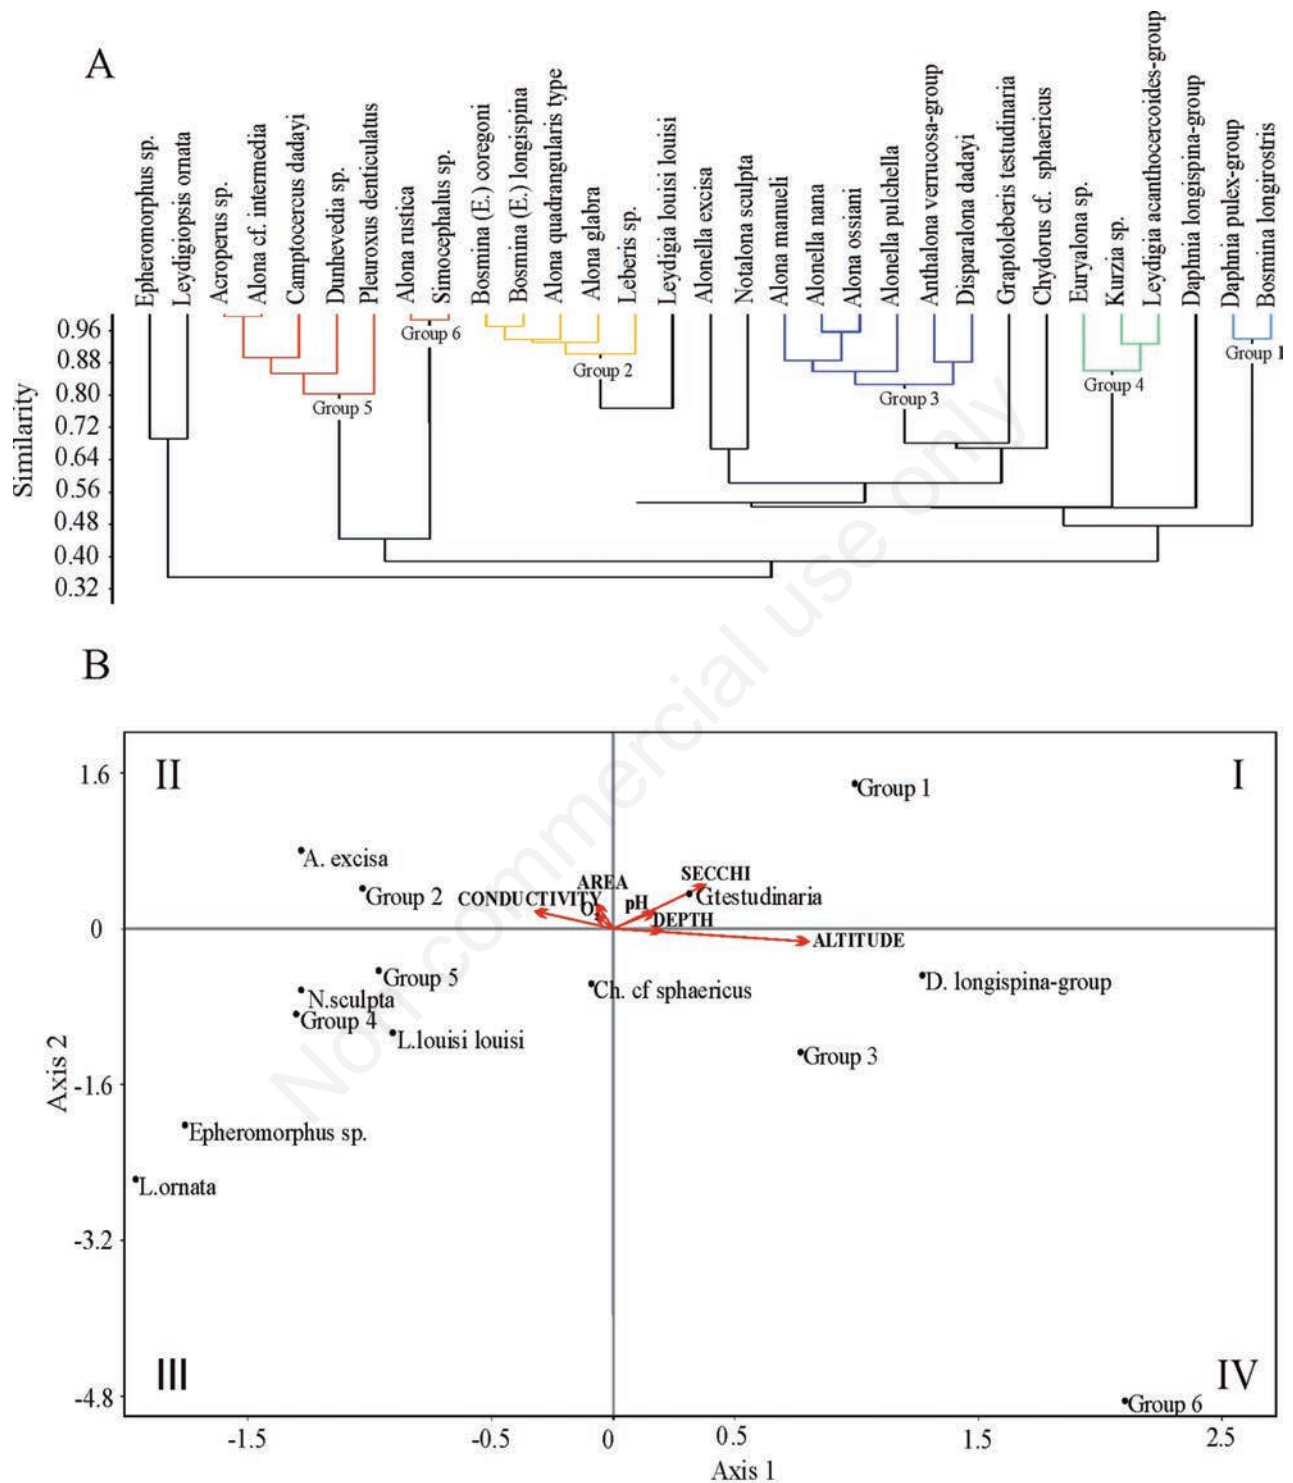 A
Epheromorphus sp.
Leydigiopsis ornata
Acroperus sp.
Alona cf. intermedia
Camptocercus dadayi
Dunhevedia sp.
Pleuroxus denticulatus
Alona rustica
Simocephalus sp.
Bosmina (E.) coregoni
Bosmina (E.) longispina
Alona quadrangularis type
Alona glabra
Leberis sp.
Leydigia louisi louisi
Alonella excisa
Notalona sculpta
Alona manueli
Alonella nana
Alona ossiani
Alonella pulchella
Anthalona verrucosa-group
Disparalona dadayi
Graptoleberis testudinaria
Chydorus cf. sphaericus
Euryalona sp.
Kurzia sp.
Leydigia acanthocercoides-group
Daphnia longispina-group
Daphnia pulex-group
Bosmina longirostris
Similarity
0.96
0.88
0.80
0.72
0.64
0.56
0.48
0.40
0.32
Group 6
Group 1
Group 2
Group 4
Group 3
Group 5
Non commercial use only
B
II
I
1.6
Group 1
A. excisa
SECCHI
AREA
Group 2
CONDUCTIVITY
pH
G.testudinaria
O2
DEPTH
0
ALTITUDE
Group 5
D. longispina-group
Ch. cf sphaericus
N.sculpta
Group 4
L.louisi louisi
Group 3
Axis 2
-1.6
Epheromorphus sp.
L.ornata
-3.2
III
IV
-4.8
Group 6
-1.5
-0.5
0
0.5
1.5
2.5
Axis 1